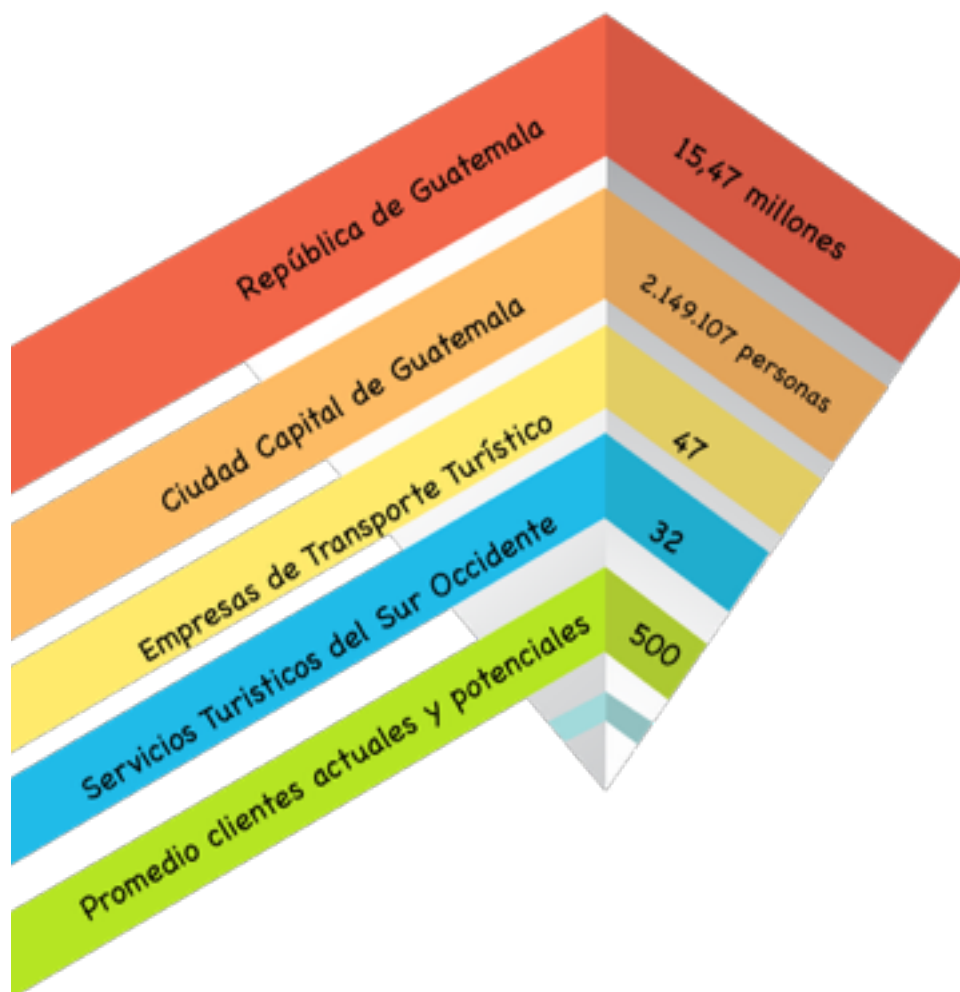 República de Guatemala
15,47 millones
Ciudad Capital de Guatemala
2.149.107 personas
Empresas de Transporte Turístico
47
Servicios Turisticos del Sur Occidente
32
Promedio clientes actuales y potenciales
500